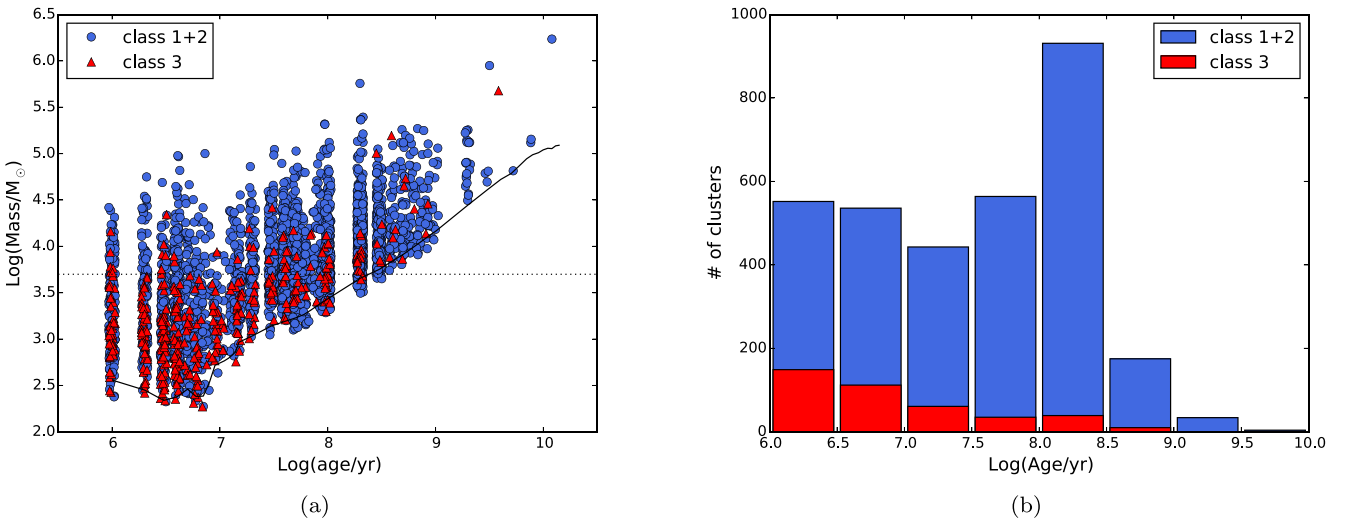 6.5
6.0
5.5
5.0
4.5
4.0
3.5
3.0
2.5
2.0
Log(Mass/M☉)
class 1+2
class 3
6 7 8 9 10
Log(age/yr)
(a)
1000
800
600
400
200
0
# of clusters
class 1+2
class 3
6.0 6.5 7.0 7.5 8.0 8.5 9.0 9.5 10.0
Log(Age/yr)
(b)